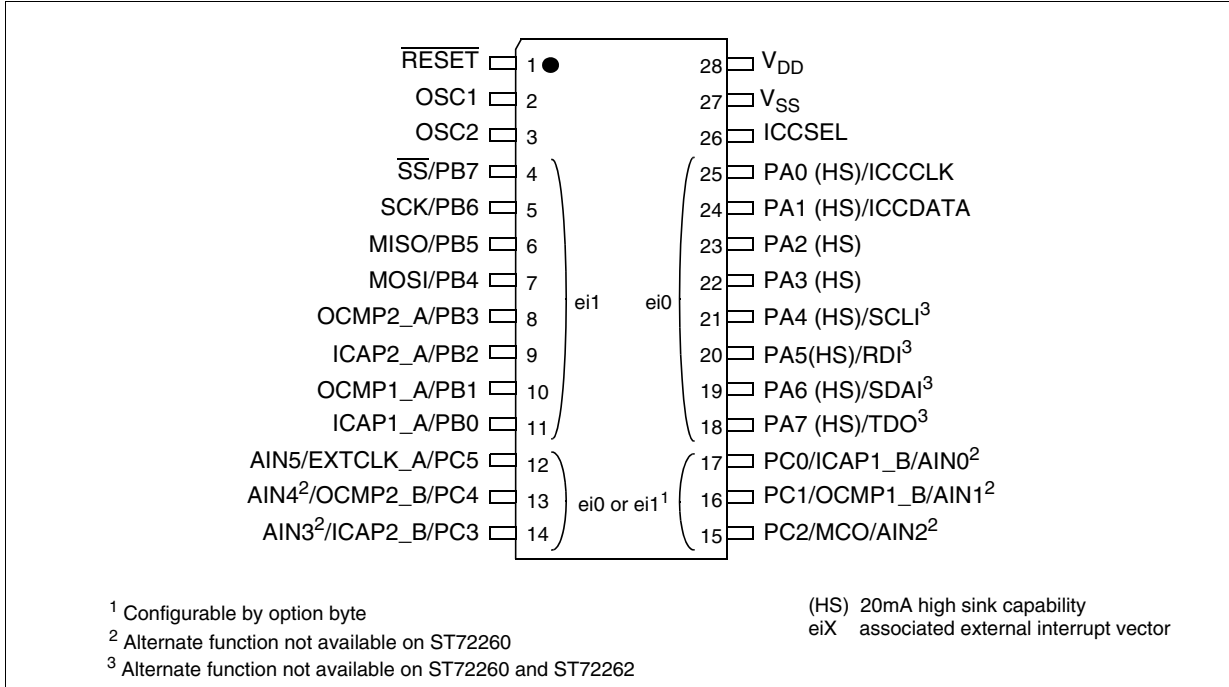 RESET 1 28 VDD
OSC1 2 27 VSS
OSC2 3 26 ICCSEL
SS/PB7 4 25 PA0 (HS)/ICCCLK
SCK/PB6 5 24 PA1 (HS)/ICCDATA
MISO/PB5 6 23 PA2 (HS)
MOSI/PB4 7 22 PA3 (HS)
ei1 ei0
OCMP2_A/PB3 8 21 PA4 (HS)/SCLI3
ICAP2_A/PB2 9 20 PA5(HS)/RDI3
OCMP1_A/PB1 10 19 PA6 (HS)/SDAI3
ICAP1_A/PB0 11 18 PA7 (HS)/TDO3
AIN5/EXTCLK_A/PC5 12 17 PC0/ICAP1_B/AIN02
AIN42/OCMP2_B/PC4 13 ei0 or ei11 16 PC1/OCMP1_B/AIN12
AIN32/ICAP2_B/PC3 14 15 PC2/MCO/AIN22
1 Configurable by option byte
2 Alternate function not available on ST72260
3 Alternate function not available on ST72260 and ST72262
(HS) 20mA high sink capability
eiX associated external interrupt vector